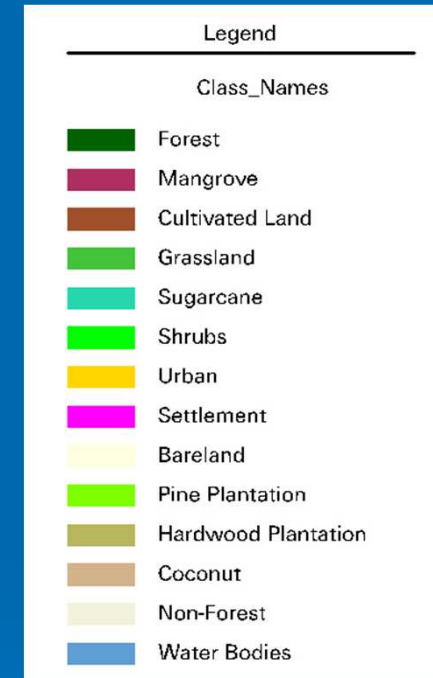 Legend
Class_Names
Forest
Mangrove
Cultivated Land
Grassland
Sugarcane
Shrubs
Urban
Settlement
Bareland
Pine Plantation
Hardwood Plantation
Coconut
Non-Forest
Water Bodies